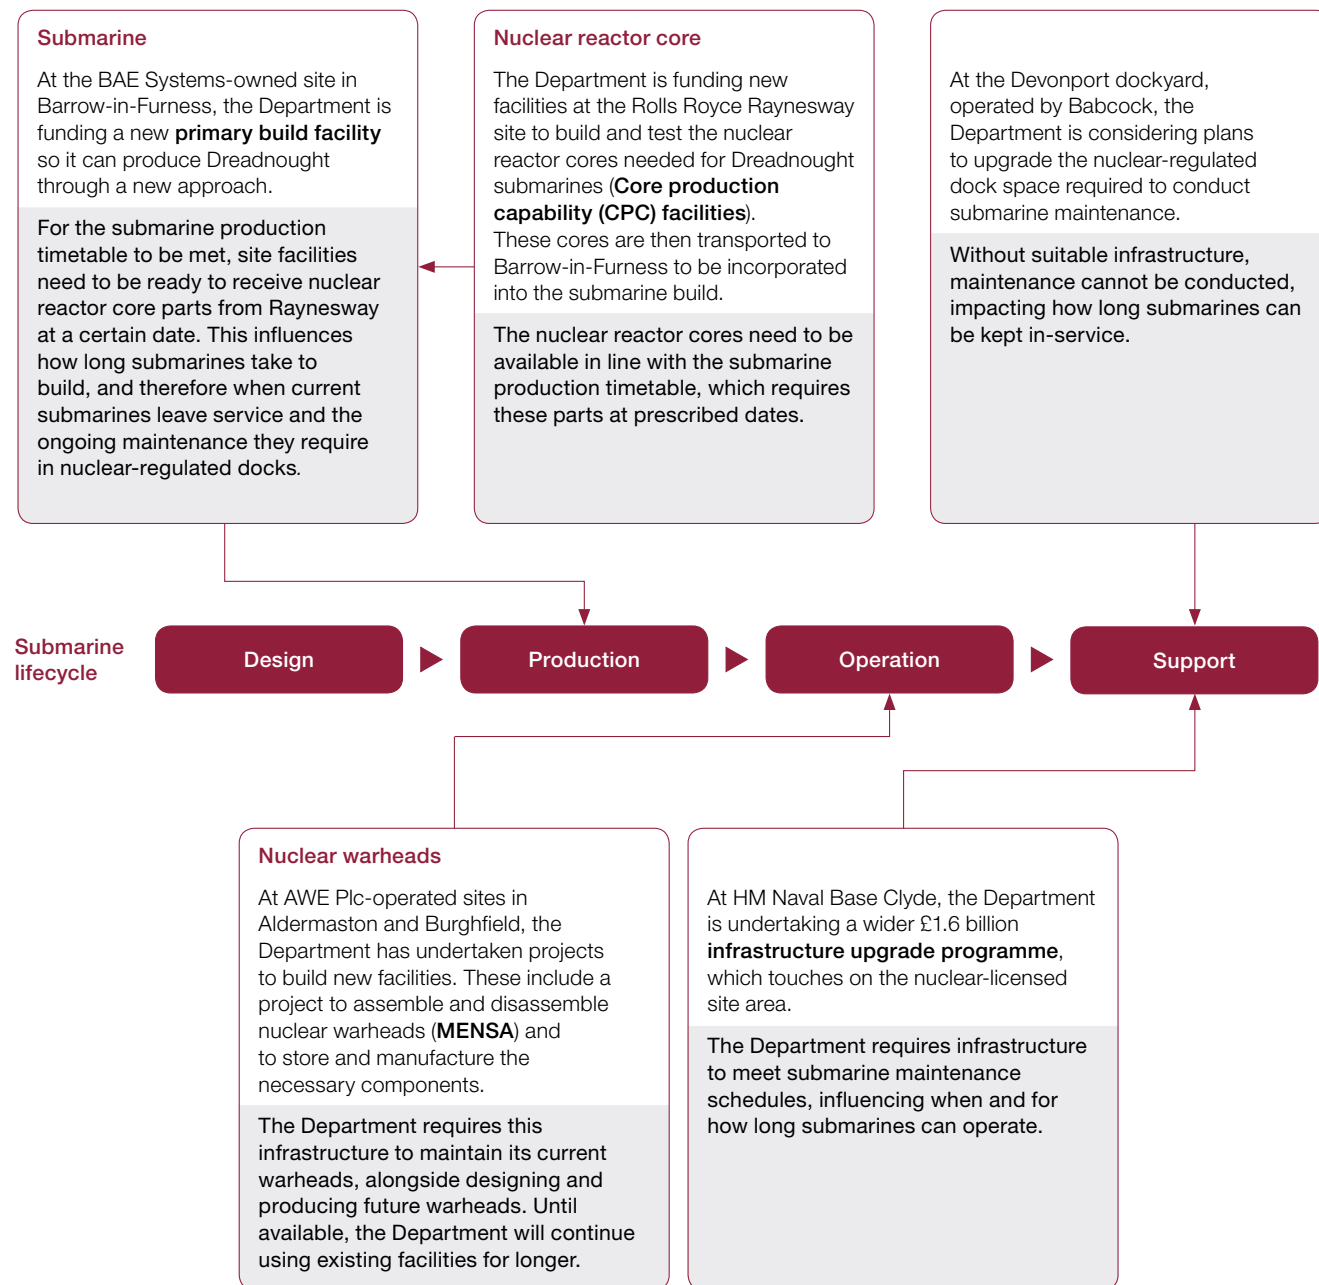 Submarine
At the BAE Systems-owned site in
Barrow-in-Furness, the Department is
funding a new primary build facility
so it can produce Dreadnought
through a new approach.
For the submarine production
timetable to be met, site facilities
need to be ready to receive nuclear
reactor core parts from Raynesway
at a certain date. This influences
how long submarines take to
build, and therefore when current
submarines leave service and the
ongoing maintenance they require
in nuclear-regulated docks.
Nuclear reactor core
The Department is funding new
facilities at the Rolls Royce Raynesway
site to build and test the nuclear
reactor cores needed for Dreadnought
submarines (Core production
capability (CPC) facilities).
These cores are then transported to
Barrow-in-Furness to be incorporated
into the submarine build.
The nuclear reactor cores need to be
available in line with the submarine
production timetable, which requires
these parts at prescribed dates.
At the Devonport dockyard,
operated by Babcock, the
Department is considering plans
to upgrade the nuclear-regulated
dock space required to conduct
submarine maintenance.
Without suitable infrastructure,
maintenance cannot be conducted,
impacting how long submarines can
be kept in-service.
Submarine
lifecycle
Design
Production
Operation
Support
Nuclear warheads
At AWE Plc-operated sites in
Aldermaston and Burghfield, the
Department has undertaken projects
to build new facilities. These include a
project to assemble and disassemble
nuclear warheads (MENSA) and
to store and manufacture the
necessary components.
The Department requires this
infrastructure to maintain its current
warheads, alongside designing and
producing future warheads. Until
available, the Department will continue
using existing facilities for longer.
At HM Naval Base Clyde, the Department
is undertaking a wider £1.6 billion
infrastructure upgrade programme,
which touches on the nuclear-licensed
site area.
The Department requires infrastructure
to meet submarine maintenance
schedules, influencing when and for
how long submarines can operate.